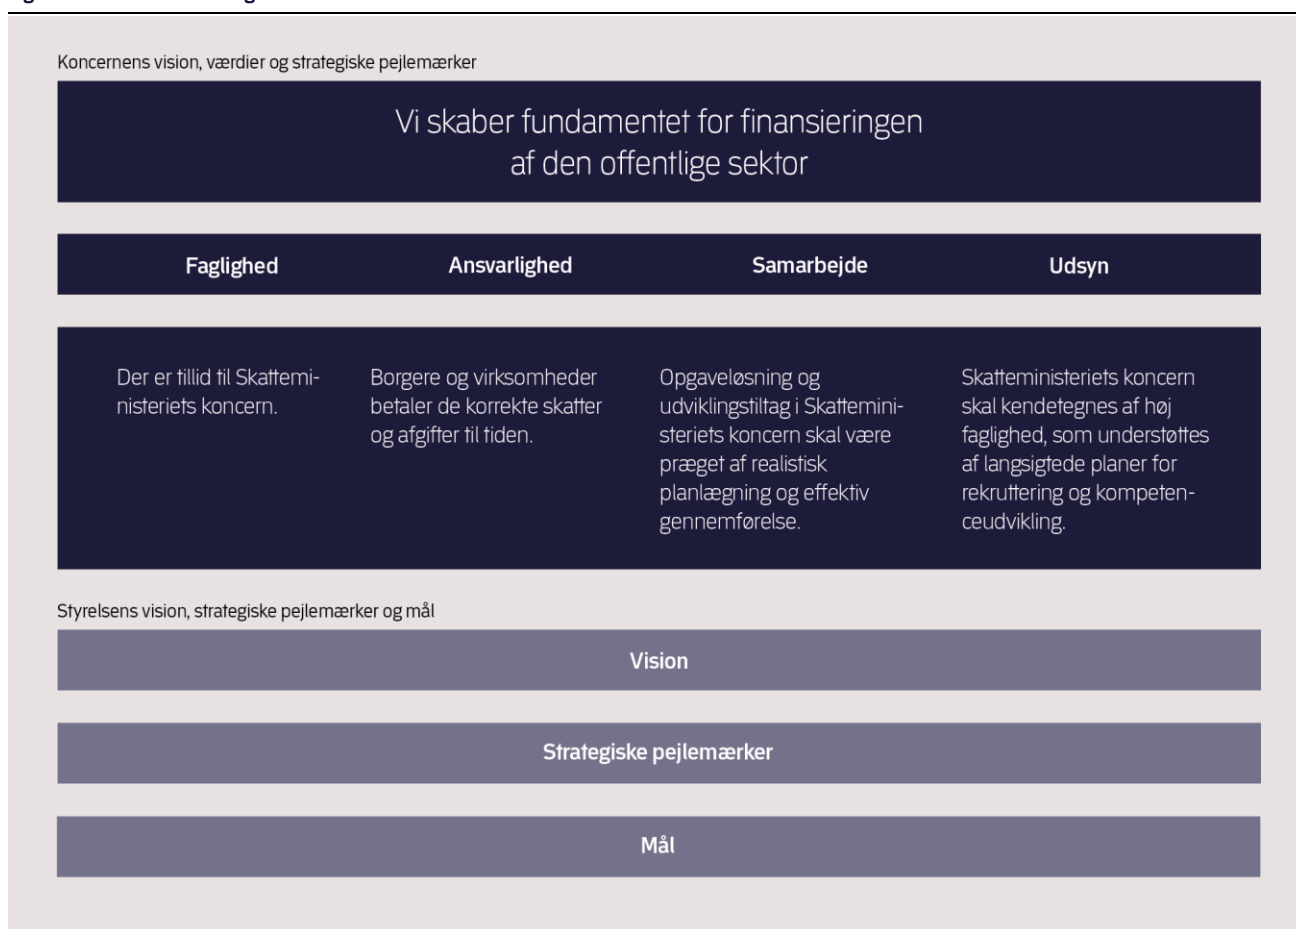 Koncernens vision, værdier og strategiske pejlemærker
Vi skaber fundamentet for finansieringen
af den offentlige sektor
Faglighed
Ansvarlighed
Samarbejde
Udsyn
Der er tillid til Skattemi-
nisteriets koncern.
Borgere og virksomheder
betaler de korrekte skatter
og afgifter til tiden.
Opgaveløsning og
udviklingstiltag i Skattemini-
steriets koncern skal være
præget af realistisk
planlægning og effektiv
gennemførelse.
Skatteministeriets koncern
skal kendetegnes af høj
faglighed, som understøttes
af langsigtede planer for
rekruttering og kompeten-
ceudvikling.
Styrelsens vision, strategiske pejlemærker og mål
Vision
Strategiske pejlemærker
Mål